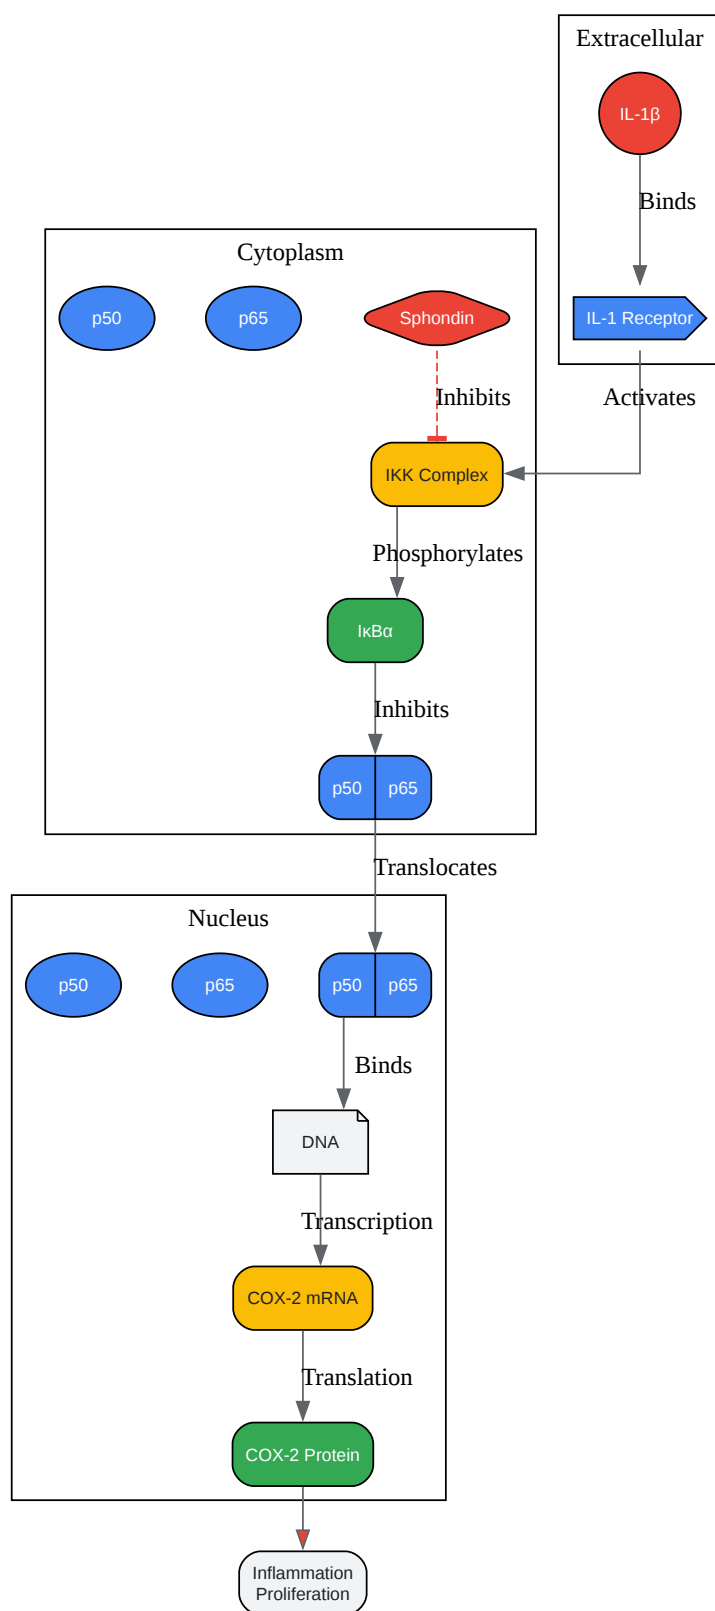 Extracellular
IL-1β
Binds
IL-1 Receptor
Activates
Cytoplasm
p50
p65
Sphondin
Inhibits
IKK Complex
Phosphorylates
IκBα
Inhibits
p50
p65
Translocates
Nucleus
p50
p65
p50
p65
Binds
DNA
Transcription
COX-2 mRNA
Translation
COX-2 Protein
Inflammation
Proliferation